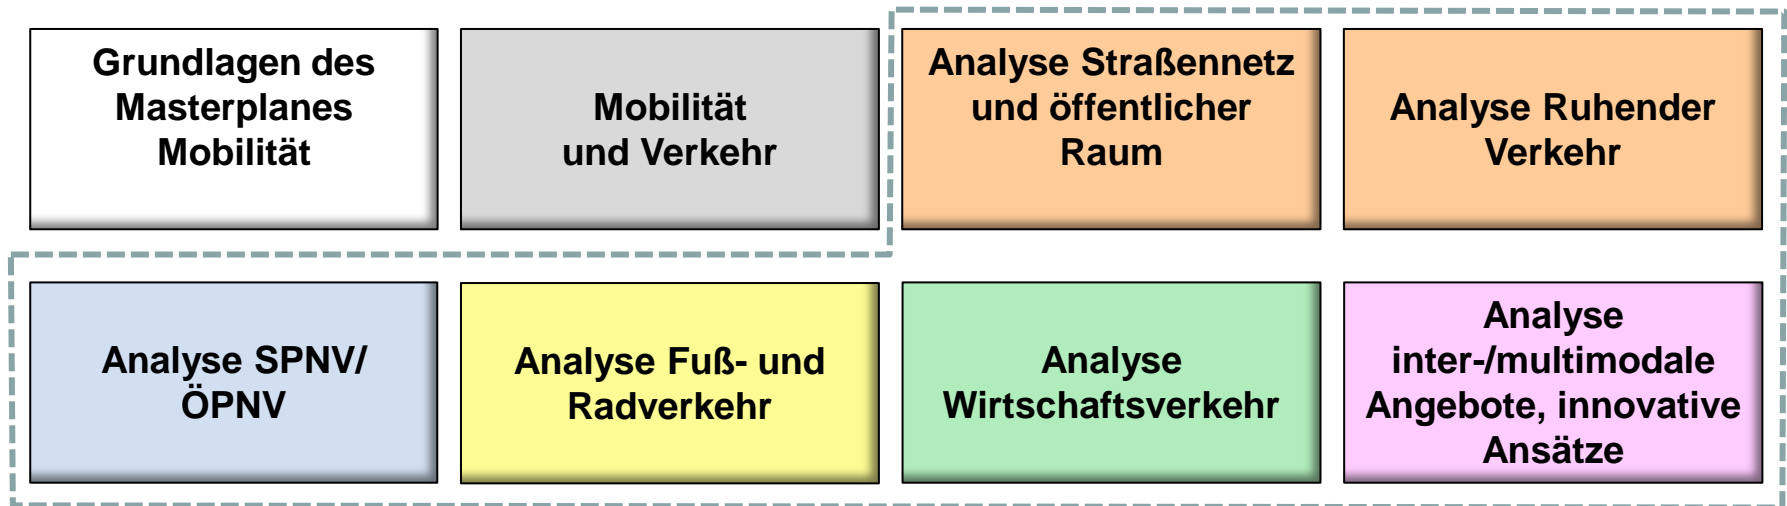 Grundlagen des
Masterplanes
Mobilität
Mobilität
und Verkehr
Analyse Straßennetz
und öffentlicher
Raum
Analyse Ruhender
Verkehr
Analyse SPNV/
ÖPNV
Analyse Fuß- und
Radverkehr
Analyse
Wirtschaftsverkehr
Analyse
inter-/multimodale
Angebote, innovative
Ansätze